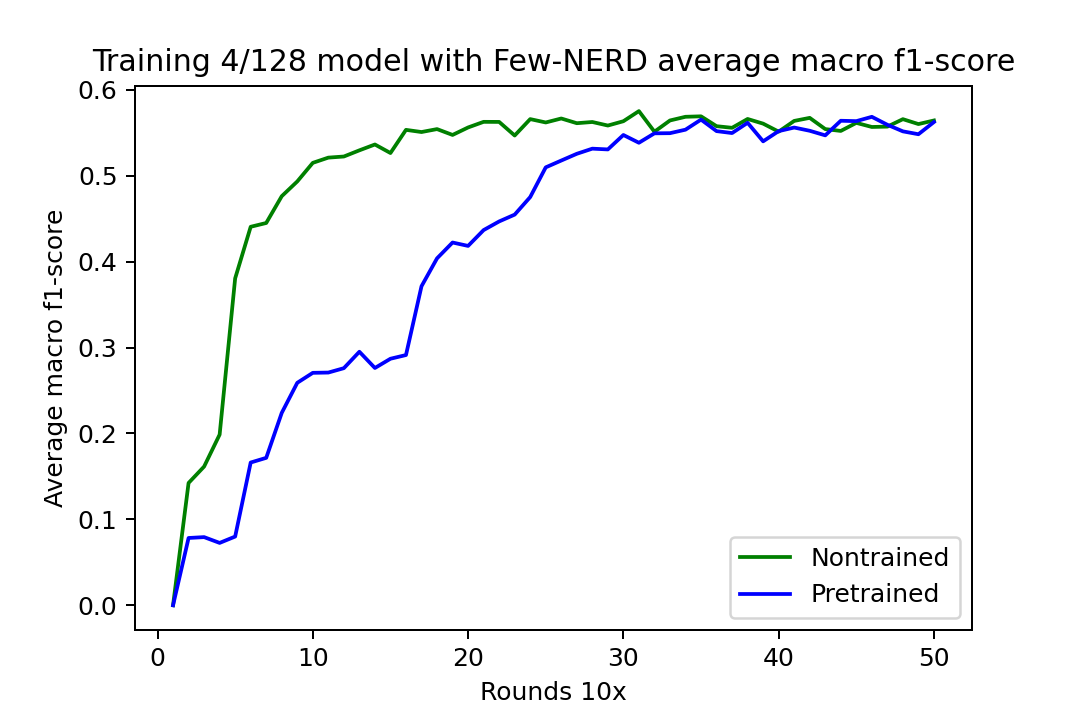 Training 4/128 model with Few-NERD average macro f1-score
0.6
0.5
0.4
0.3
0.2
0.1
0.0
Average macro f1-score
Nontrained
Pretrained
0 10 20 30 40 50
Rounds 10x